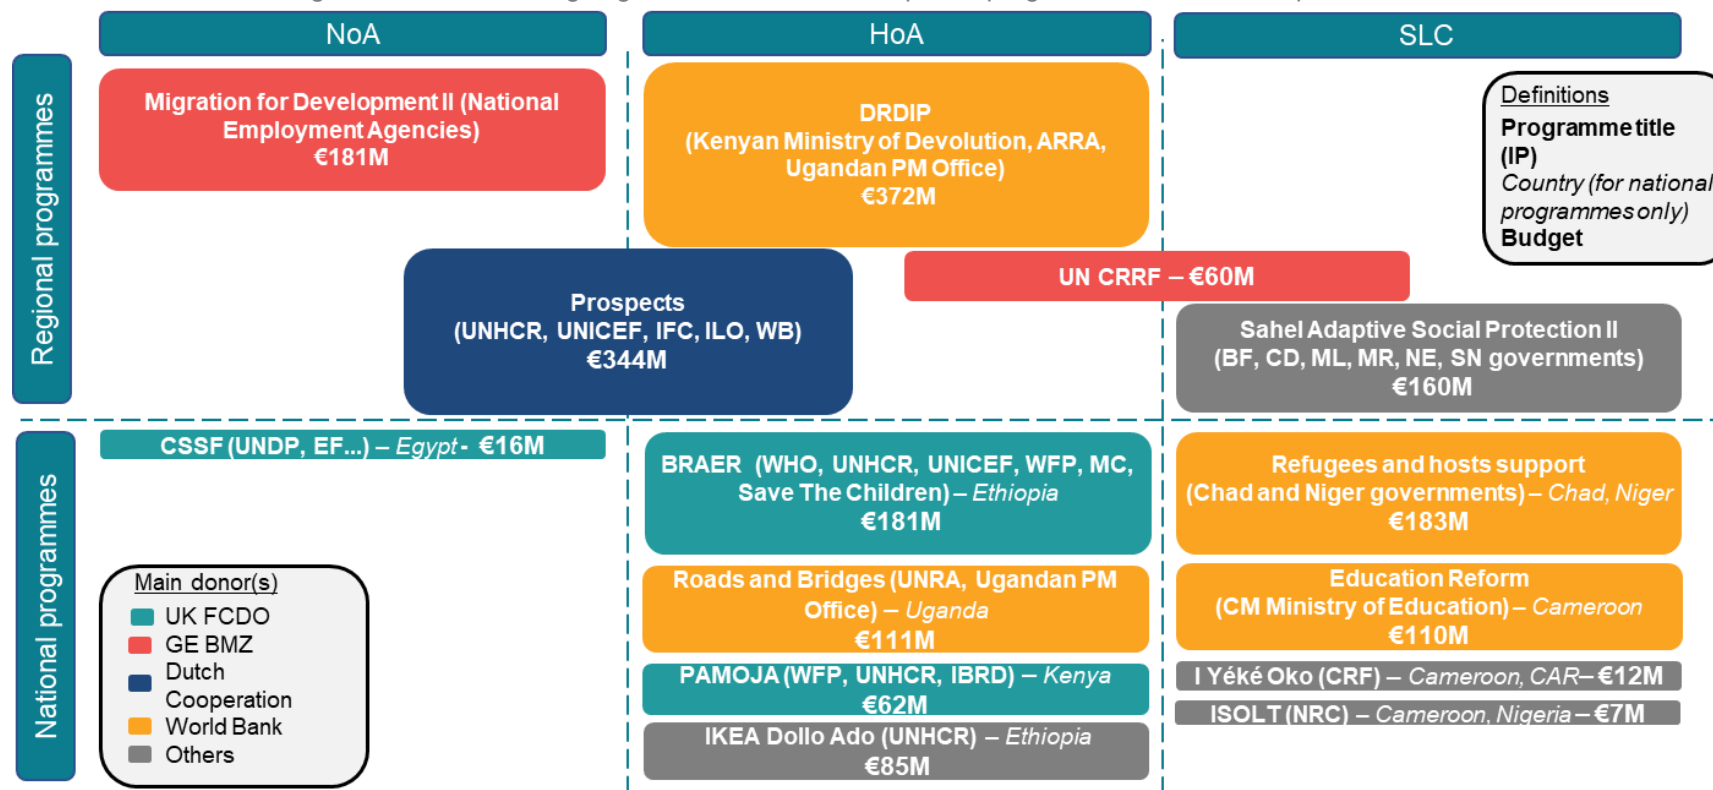 NoA
HoA
SLC
Regional programmes
Migration for Development II (National
Employment Agencies)
€181M
DRDIP
(Kenyan Ministry of Devolution, ARRA,
Ugandan PM Office)
€372M
Definitions
Programme title
(IP)
Country (for national
programmes only)
Budget
Prospects
(UNHCR, UNICEF, IFC, ILO, WB)
€344M
UN CRRF – €60M
Sahel Adaptive Social Protection II
(BF, CD, ML, MR, NE, SN governments)
€160M
National programmes
CSSF (UNDP, EF...) – Egypt - €16M
BRAER (WHO, UNHCR, UNICEF, WFP, MC,
Save The Children) – Ethiopia
€181M
Refugees and hosts support
(Chad and Niger governments) – Chad, Niger
€183M
Roads and Bridges (UNRA, Ugandan PM
Office) – Uganda
€111M
Education Reform
(CM Ministry of Education) – Cameroon
€110M
PAMOJA (WFP, UNHCR, IBRD) – Kenya
€62M
I Yéké Oko (CRF) – Cameroon, CAR– €12M
ISOLT (NRC) – Cameroon, Nigeria – €7M
IKEA Dollo Ado (UNHCR) – Ethiopia
€85M
Main donor(s)
UK FCDO
GE BMZ
Dutch
Cooperation
World Bank
Others